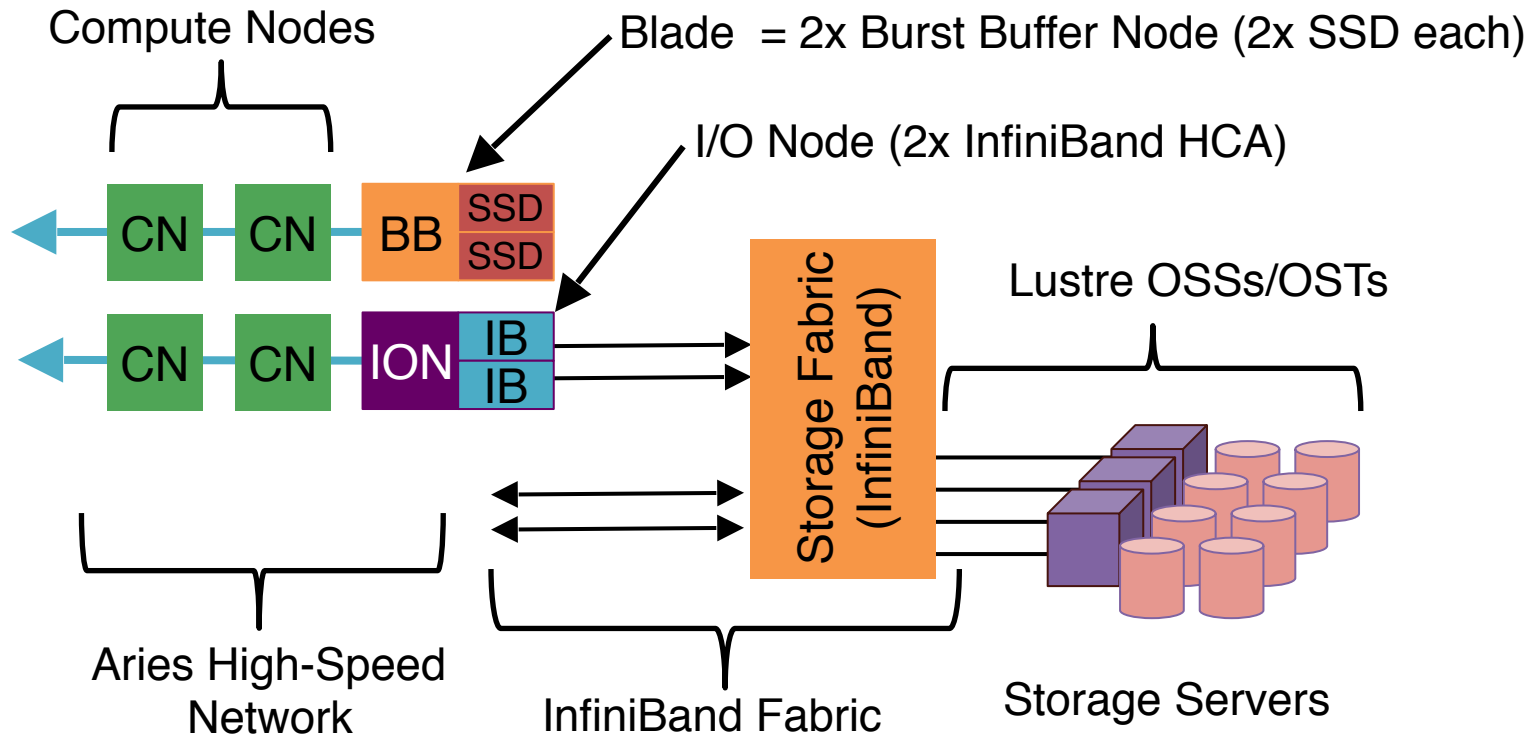 Compute Nodes
Blade = 2x Burst Buffer Node (2x SSD each)
I/O Node (2x InfiniBand HCA)
CN
CN
BB
SSD
SSD
CN
CN
ION
IB
IB
Storage Fabric
(InfiniBand)
Lustre OSSs/OSTs
Aries High-Speed
Network
InfiniBand Fabric
Storage Servers